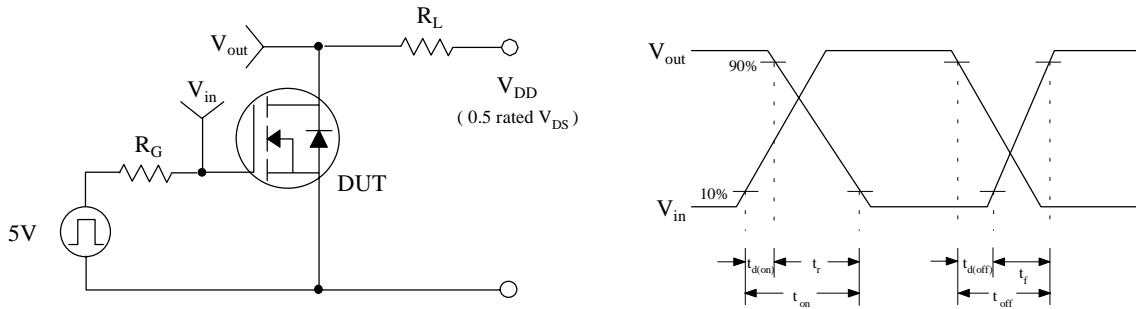 R_L
V_out
V_in
V_DD
( 0.5 rated V_DS )
R_G
DUT
5V
V_out
90%
10%
V_in
t_d(on)
t_r
t_on
t_d(off)
t_f
t_off